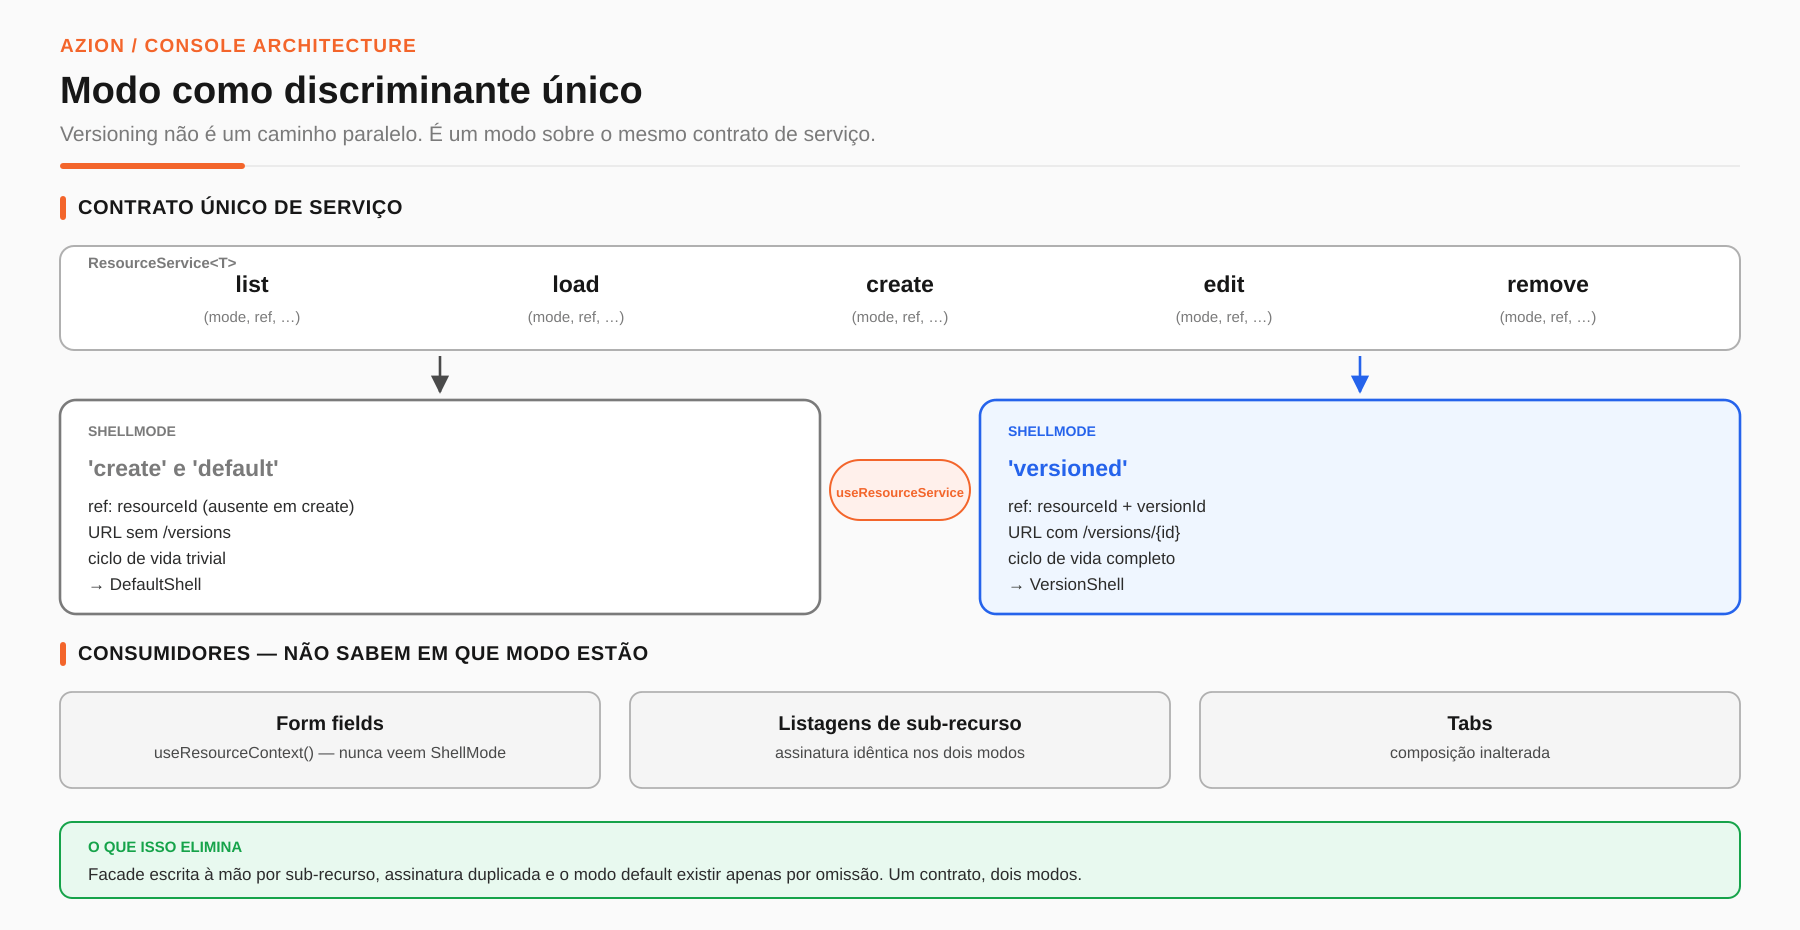 AZION / CONSOLE ARCHITECTURE
Modo como discriminante único
Versioning não é um caminho paralelo. É um modo sobre o mesmo contrato de serviço.
CONTRATO ÚNICO DE SERVIÇO
ResourceService<T>
list
load
create
edit
remove
(mode, ref, …)
(mode, ref, …)
(mode, ref, …)
(mode, ref, …)
(mode, ref, …)
SHELLMODE
'create' e 'default'
ref: resourceId (ausente em create)
URL sem /versions
ciclo de vida trivial
→ DefaultShell
useResourceService
SHELLMODE
'versioned'
ref: resourceId + versionId
URL com /versions/{id}
ciclo de vida completo
→ VersionShell
CONSUMIDORES — NÃO SABEM EM QUE MODO ESTÃO
Form fields
useResourceContext() — nunca veem ShellMode
Listagens de sub-recurso
assinatura idêntica nos dois modos
Tabs
composição inalterada
O QUE ISSO ELIMINA
Facade escrita à mão por sub-recurso, assinatura duplicada e o modo default existir apenas por omissão. Um contrato, dois modos.